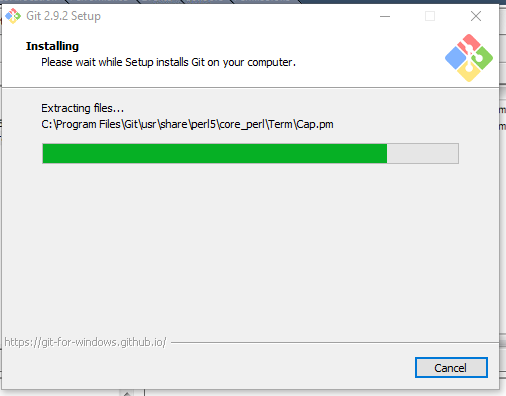 Git 2.9.2 Setup
Installing
Please wait while Setup installs Git on your computer.
Extracting files...
C:\Program Files\Git\usr\share\perl5\core_perl\Term\Cap.pm
https://git-for-windows.github.io/
Cancel